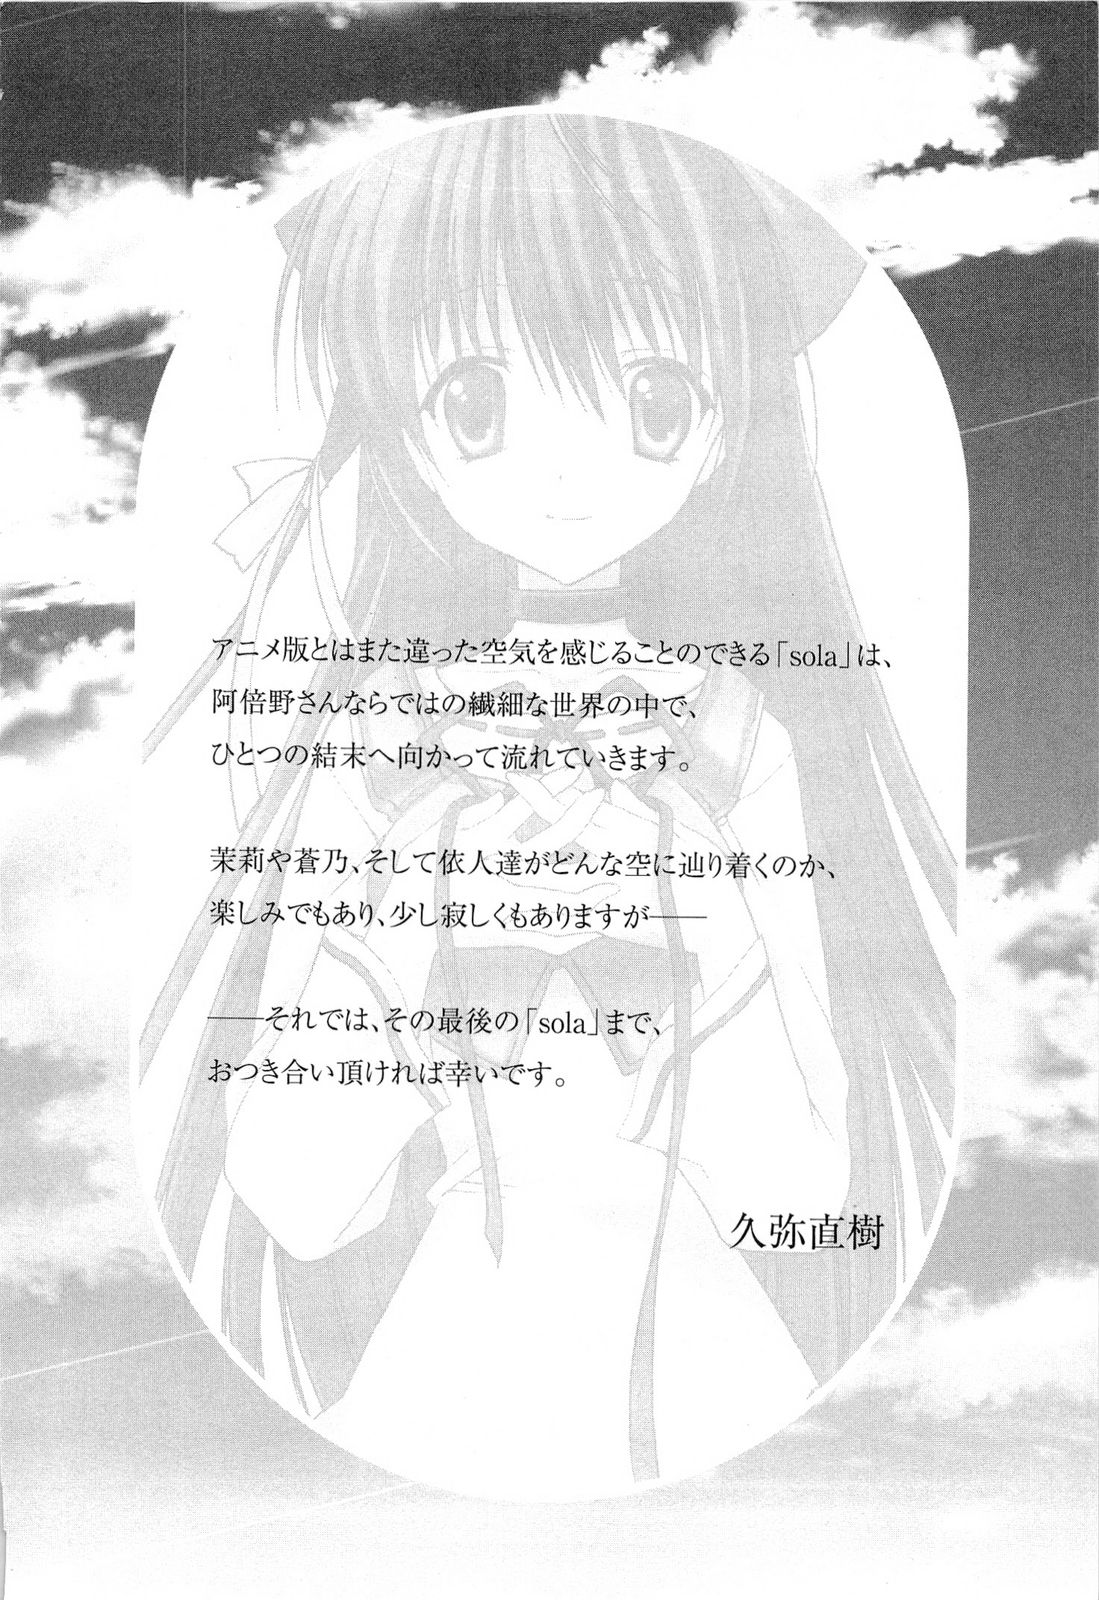 アニメ版とはまた違った空気を感じることのできる「sola」は、
阿倍野さんならではの繊細な世界の中で、
ひとつの結末へ向かって流れていきます。
茉莉や蒼乃、そして依人達がどんな空に辿り着くのか、
楽しみでもあり、少し寂しくもありますが――
――それでは、その最後の「sola」まで、
おつき合い頂ければ幸いです。
久弥直樹